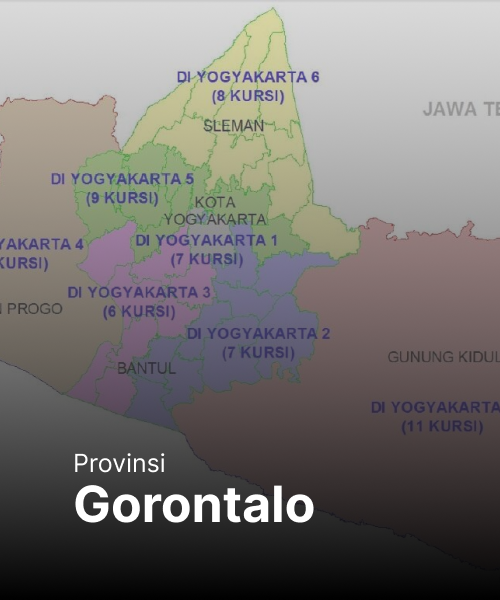 DI YOGYAKARTA 6
(8 KURSI)
JAWA TE
SLEMAN
DI YOGYAKARTA 5
(9 KURSI)
KOTA
YOGYAKARTA
YAKARTA 4
KURSI)
DI YOGYAKARTA 1
(7 KURSI)
DI YOGYAKARTA 3
(6 KURSI)
N PROGO
DI YOGYAKARTA 2
(7 KURSI)
GUNUNG KIDUL
BANTUL
DI YOGYAKARTA
(11 KURSI)
Provinsi
Gorontalo